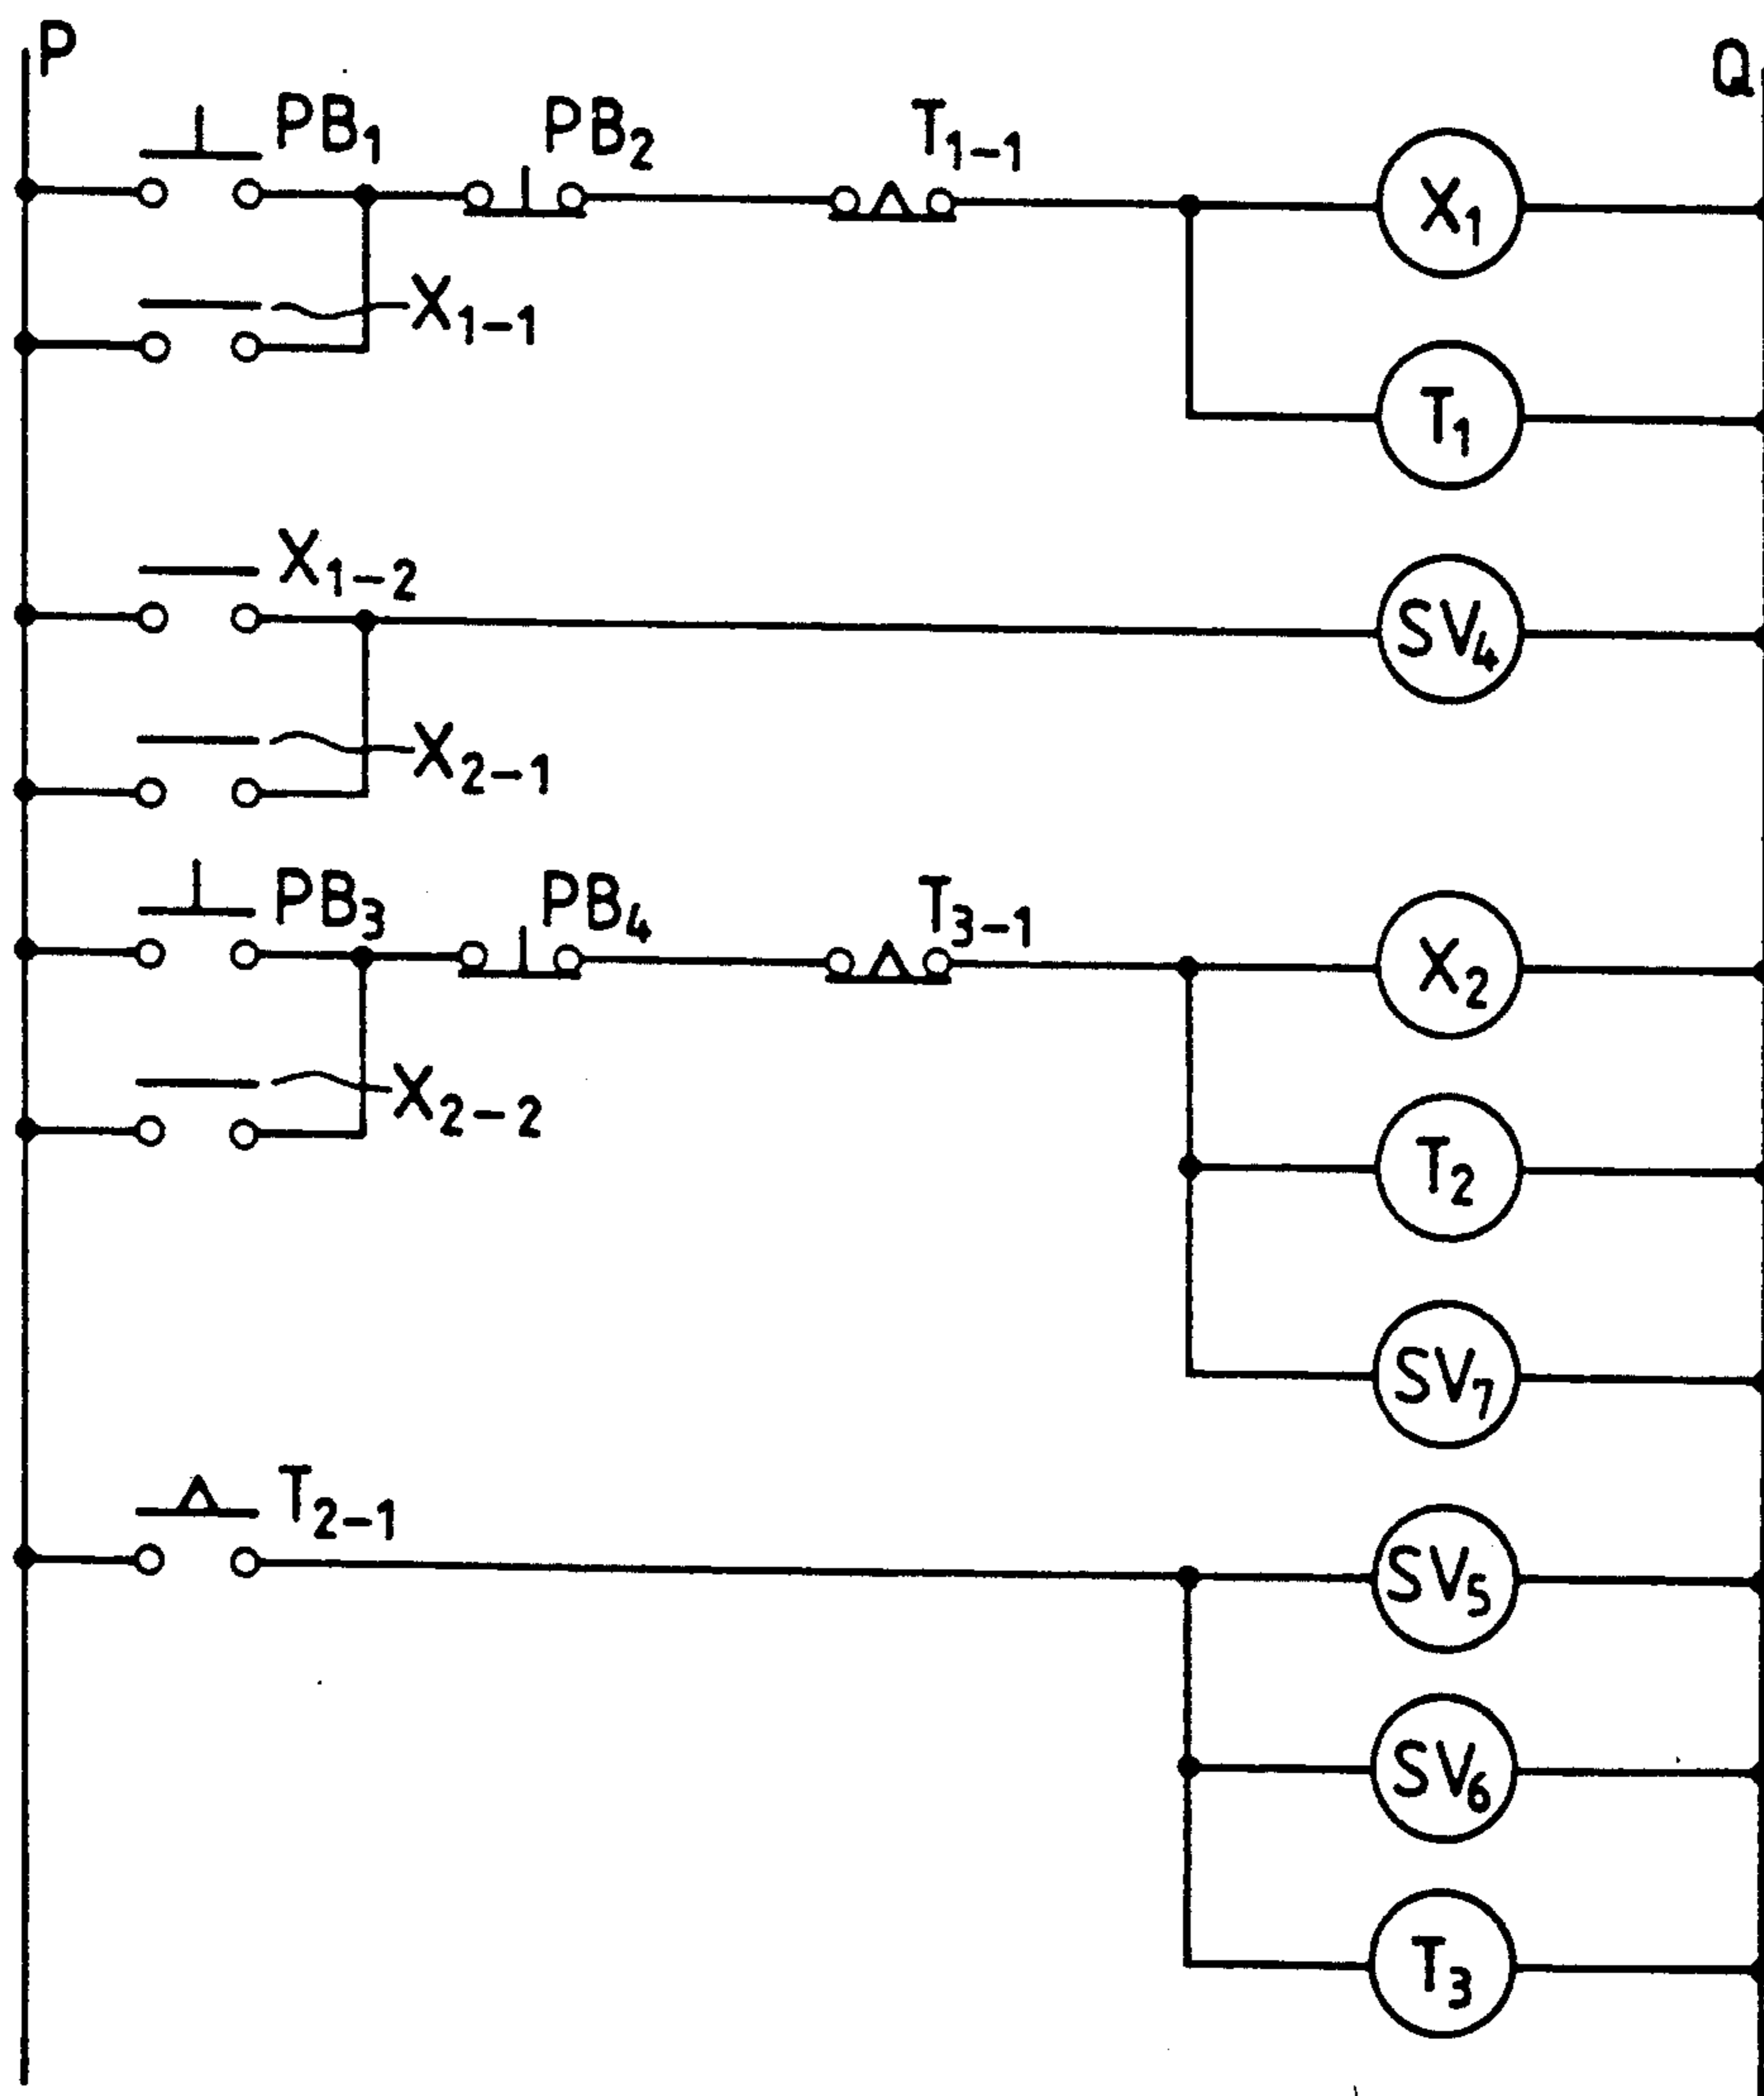 P Q
PB₁ PB₂ T₁₋₁ X₁
X₁₋₁
T₁
X₁₋₂ SV₄
X₂₋₁
PB₃ PB₄ T₃₋₁ X₂
X₂₋₂
T₂
SV₇
T₂₋₁ SV₅
SV₆
T₃